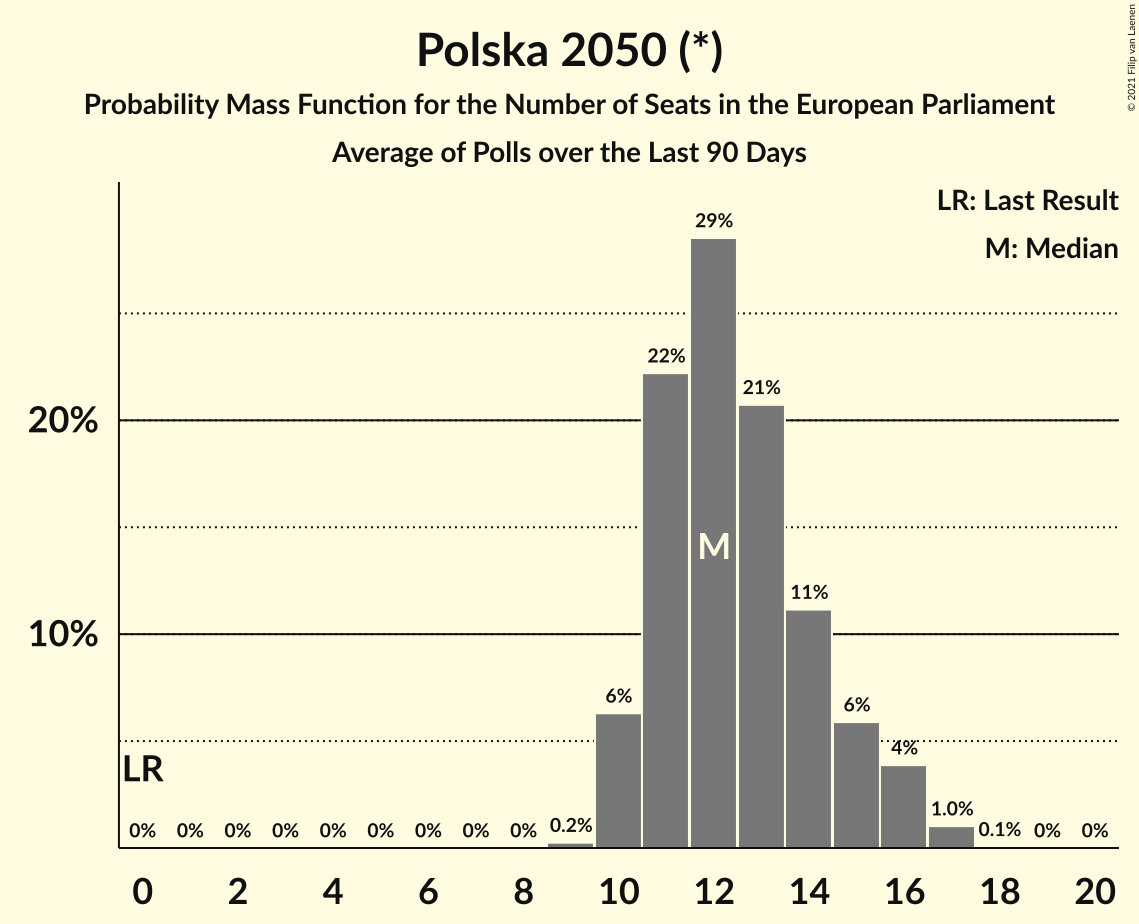 Polska 2050 (*)
Probability Mass Function for the Number of Seats in the European Parliament
Average of Polls over the Last 90 Days
© 2021 Filip van Laenen
LR: Last Result
M: Median
29%
22%
21%
20%
M
11%
10%
6%
6%
4%
LR
0% 0% 0% 0% 0% 0% 0% 0% 0% 0.2% 1.0% 0.1% 0% 0%
0 2 4 6 8 10 12 14 16 18 20